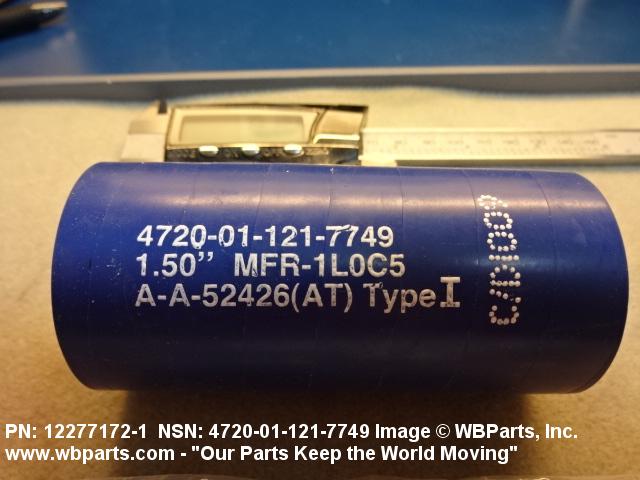 4720-01-121-7749
1.50” MFR-1L0C5
A-A-52426(AT) Type I
PN: 12277172-1 NSN: 4720-01-121-7749 Image © WBParts, Inc.
www.wbparts.com - "Our Parts Keep the World Moving"